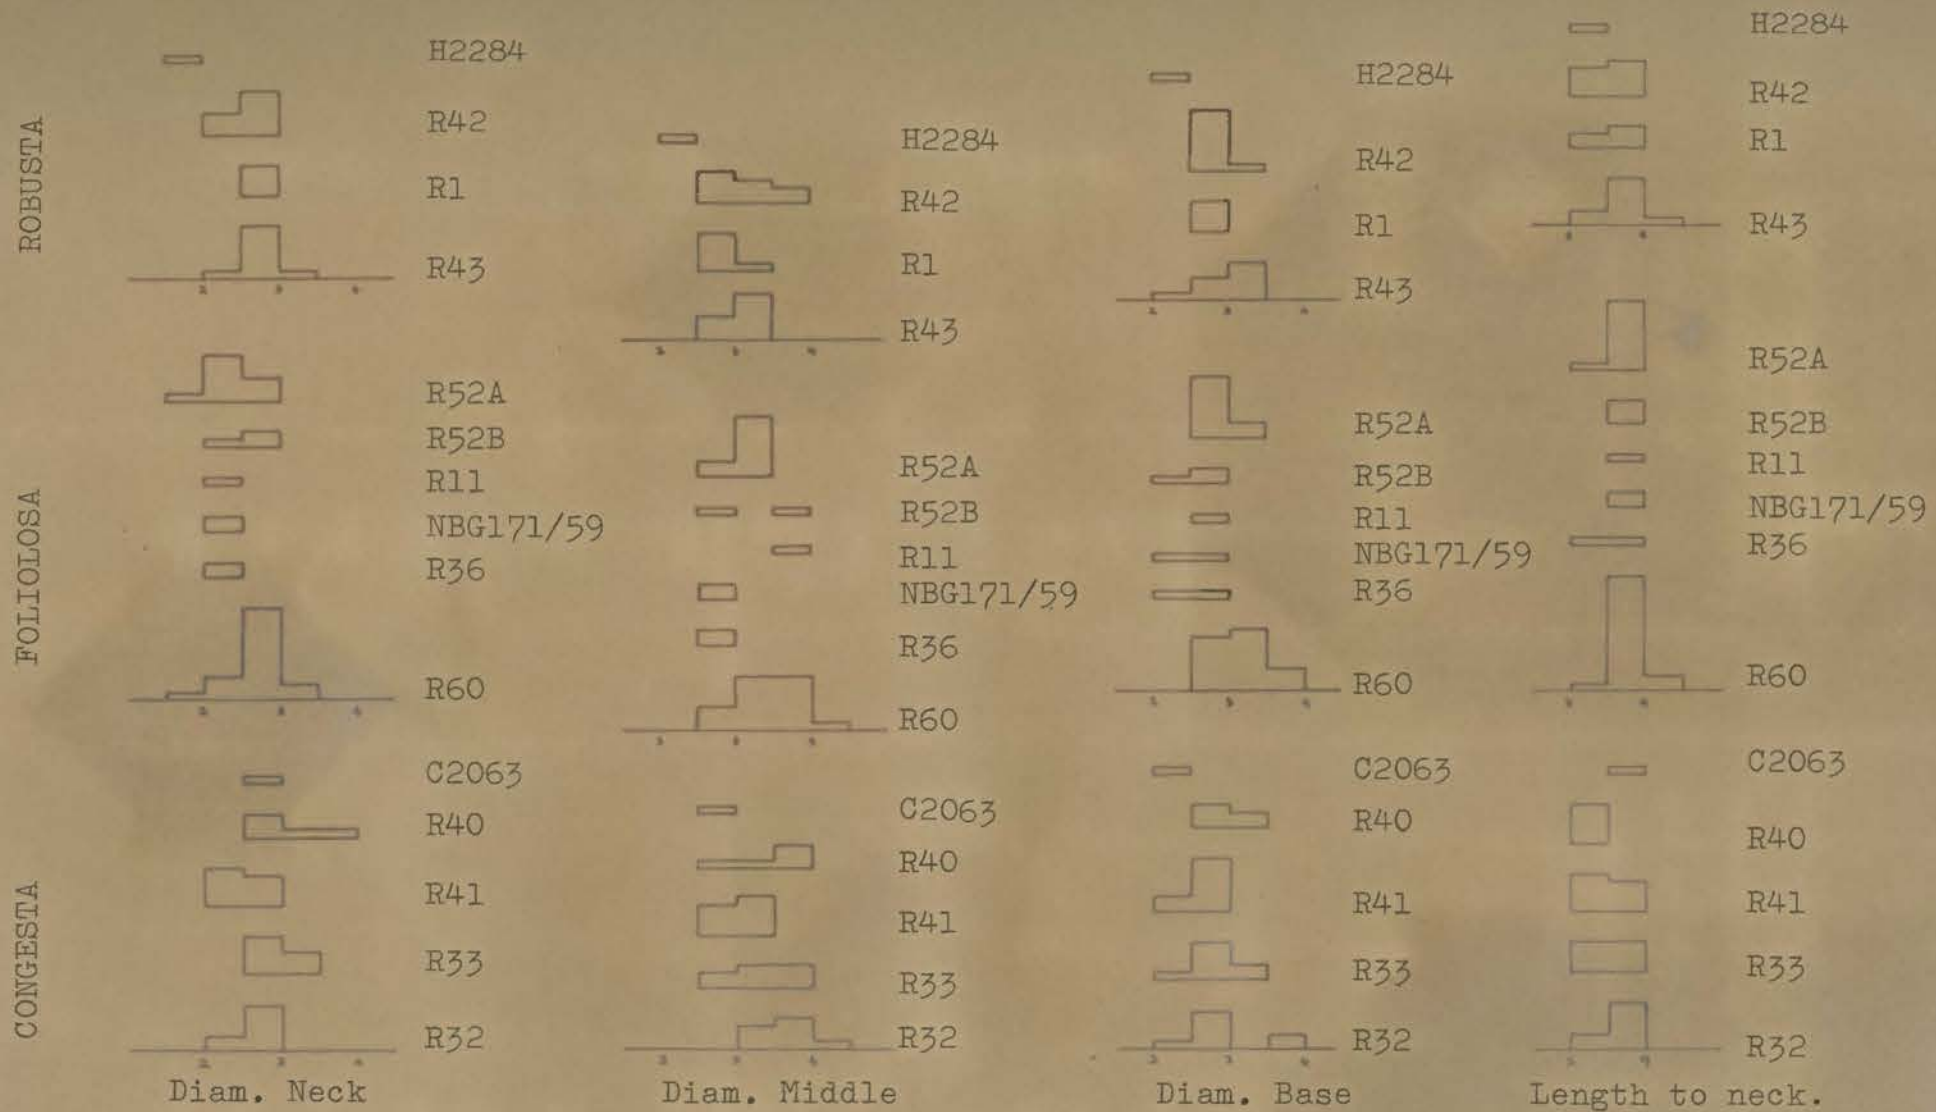 ROBUSTA
H2284
R42
R1
R43
H2284
R42
R1
R43
H2284
R42
R1
R43
H2284
R42
R1
R43
FOLIOLOSA
R52A
R52B
R11
NBG171/59
R36
R60
R52A
R52B
R11
NBG171/59
R36
R60
R52A
R52B
R11
NBG171/59
R36
R60
R52A
R52B
R11
NBG171/59
R36
R60
CONGESTA
C2063
R40
R41
R33
R32
C2063
R40
R41
R33
R32
C2063
R40
R41
R33
R32
C2063
R40
R41
R33
R32
Diam. Neck
Diam. Middle
Diam. Base
Length to neck.